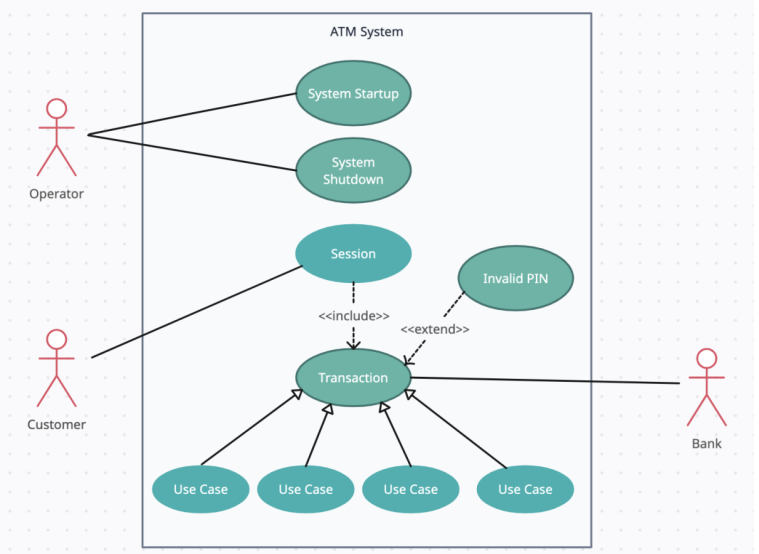 ATM System
System Startup
System
Shutdown
Operator
Session
Invalid PIN
<<include>>
<<extend>>
Transaction
Customer
Bank
Use Case
Use Case
Use Case
Use Case